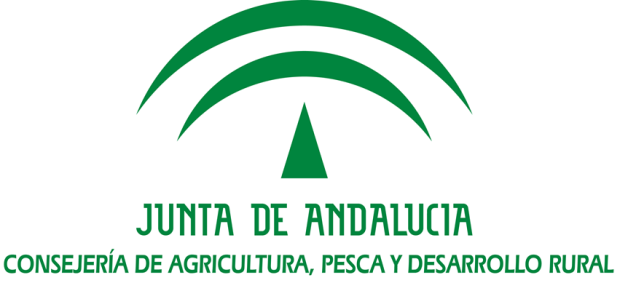 JUNTA DE ANDALUCIA
CONSEJERÍA DE AGRICULTURA, PESCA Y DESARROLLO RURAL